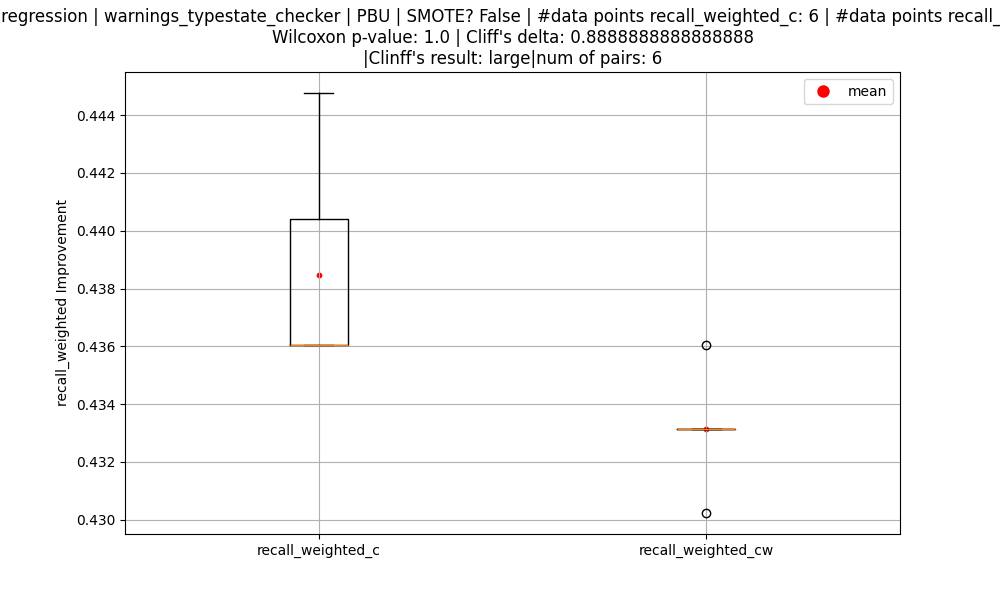 regression | warnings_typestate_checker | PBU | SMOTE? False | #data points recall_weighted_c: 6 | #data points recall_
Wilcoxon p-value: 1.0 | Cliff's delta: 0.8888888888888888
|Clinff's result: large|num of pairs: 6
mean
0.444
0.442
0.440
0.438
0.436
0.434
0.432
0.430
recall_weighted Improvement
recall_weighted_c
recall_weighted_cw